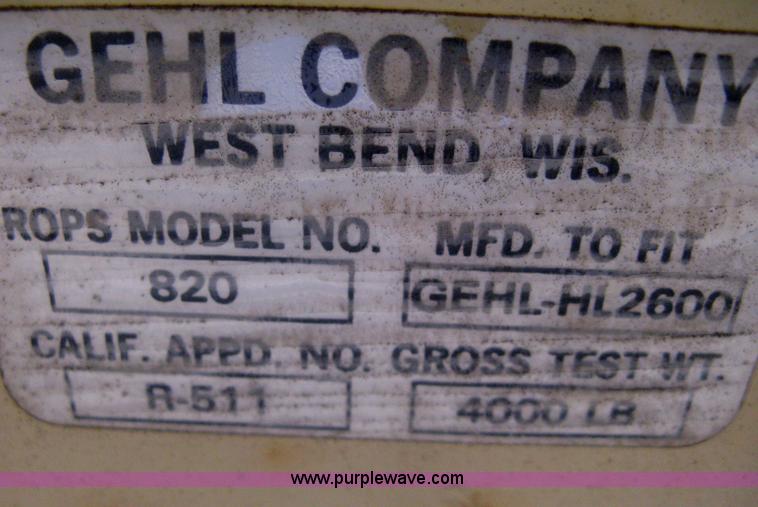 GEHL COMPANY
WEST BEND, WIS.
ROPS MODEL NO. MFD. TO FIT
820 GEHL-HL2600
CALIF. APPD. NO. GROSS TEST WT.
R-511 4000 LB
www.purplewave.com